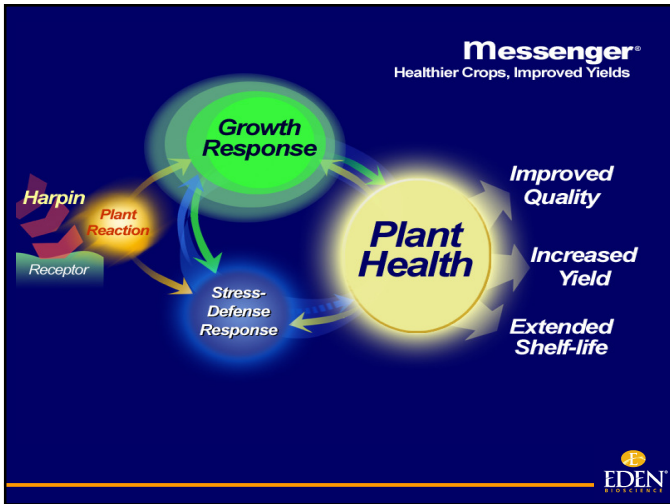 messenger®
Healthier Crops, Improved Yields
Growth
Response
Harpin
Plant
Reaction
Receptor
Stress-
Defense
Response
Plant
Health
Improved
Quality
Increased
Yield
Extended
Shelf-life
E
EDEN®
BIOSCIENCE